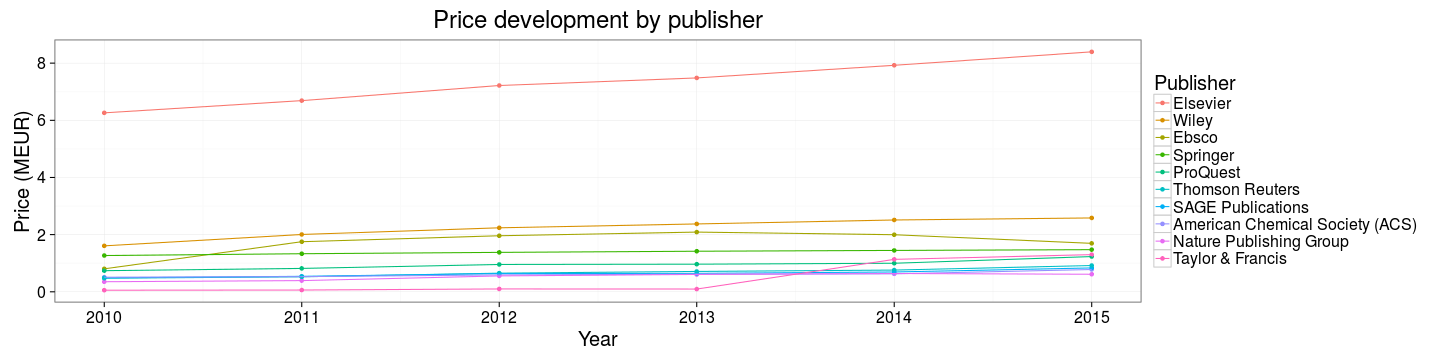 Price development by publisher
Price (MEUR)
8
6
4
2
0
2010 2011 2012 2013 2014 2015
Year
Publisher
Elsevier
Wiley
Ebsco
Springer
ProQuest
Thomson Reuters
SAGE Publications
American Chemical Society (ACS)
Nature Publishing Group
Taylor & Francis